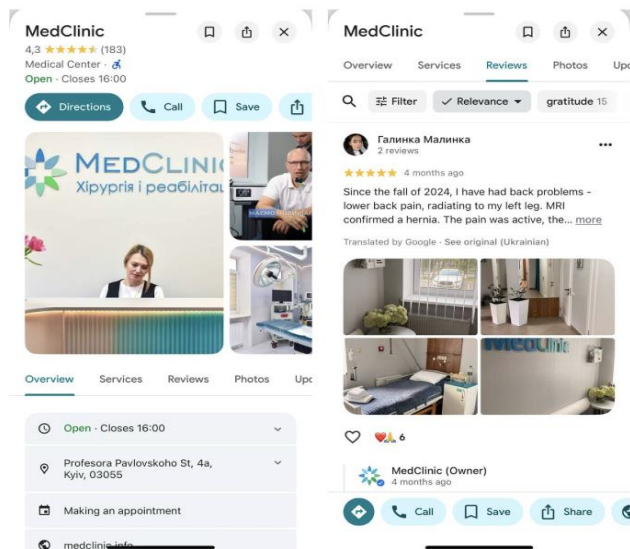 MedClinic
4,3 (183)
Medical Center ·
Open · Closes 16:00
Directions
Call
Save
MEDCLINIC
Хірургія і реабілітац
Overview
Services
Reviews
Photos
Upd
Open · Closes 16:00
Profesora Pavlovskoho St, 4a,
Kyiv, 03055
Making an appointment
medclinic.info
MedClinic
Overview
Services
Reviews
Photos
Upd
Filter
Relevance
gratitude 15
Галинка Малинка
2 reviews
4 months ago
Since the fall of 2024, I have had back problems -
lower back pain, radiating to my left leg. MRI
confirmed a hernia. The pain was active, the... more
Translated by Google · See original (Ukrainian)
MedClinic
6
MedClinic (Owner)
4 months ago
Call
Save
Share